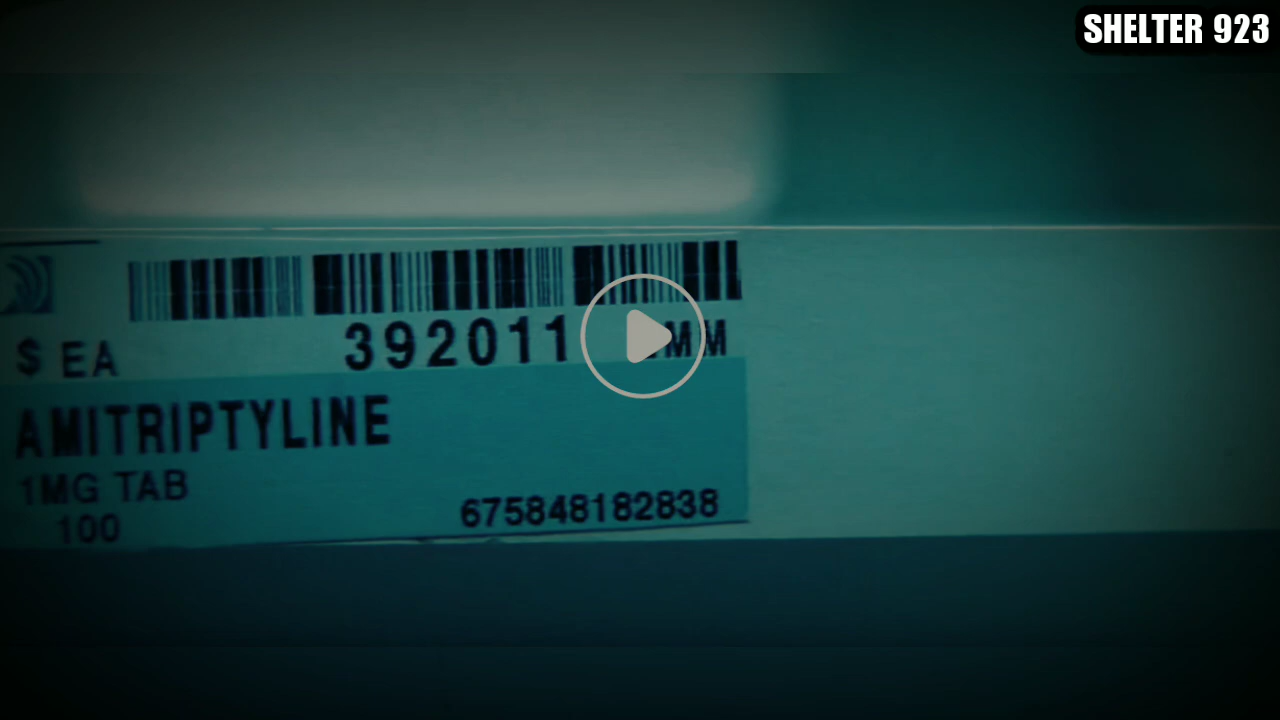 SHELTER 923
$ EA
392011 MM
AMITRIPTYLINE
1MG TAB
100
675848182838